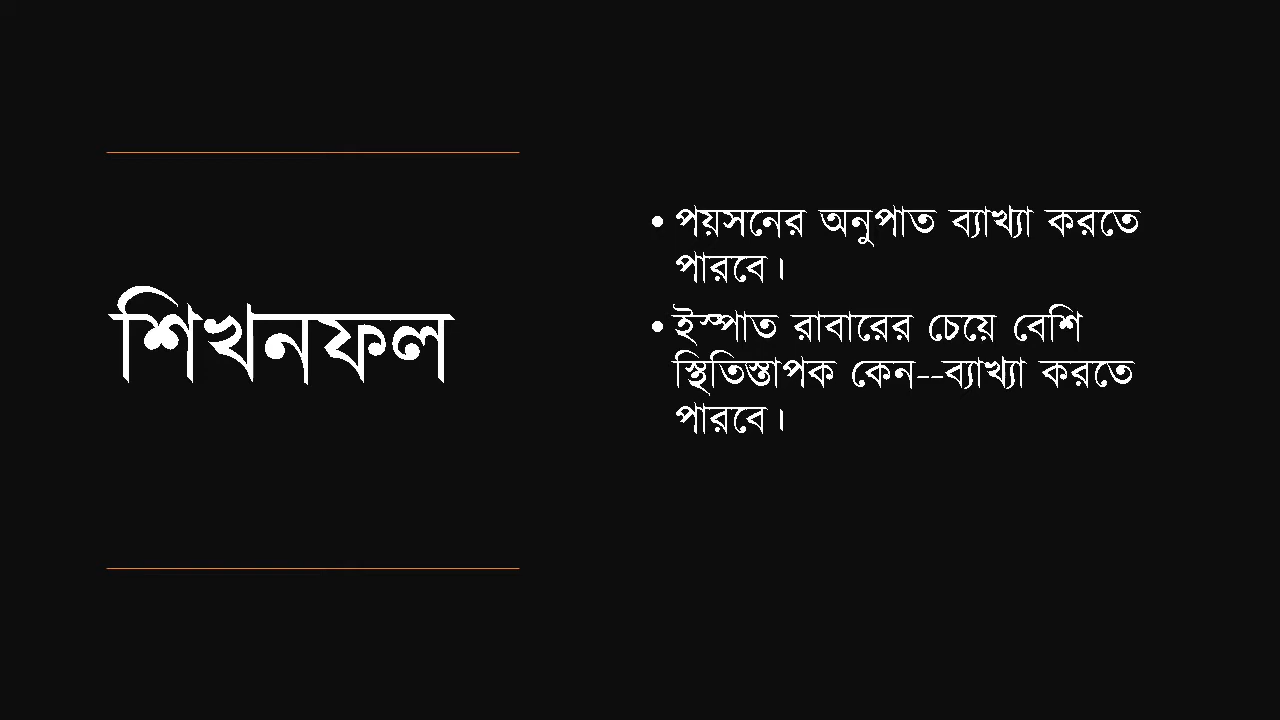 শিখনফল
• পয়সনের অনুপাত ব্যাখ্যা করতে
পারবে।
• ইস্পাত রাবারের চেয়ে বেশি
স্থিতিস্তাপক কেন--ব্যাখ্যা করতে
পারবে।